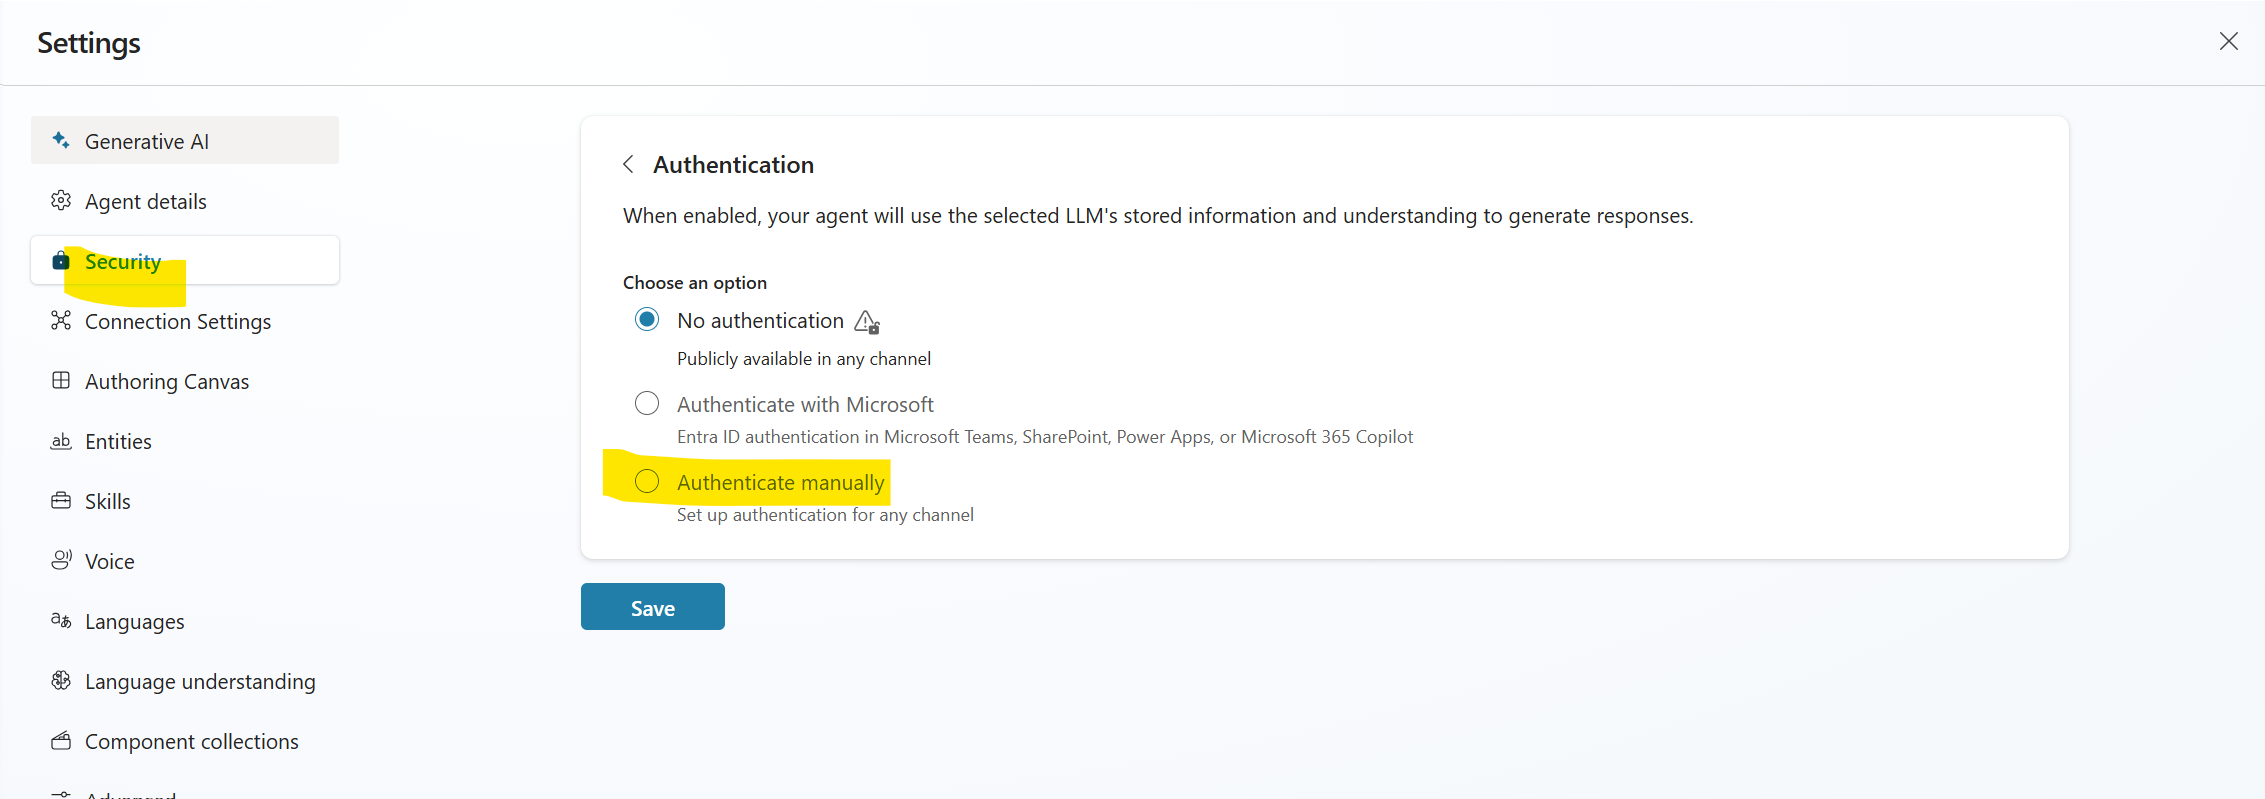 Settings
Generative AI
Agent details
Security
Connection Settings
Authoring Canvas
Entities
Skills
Voice
Languages
Language understanding
Component collections
Advanced
Authentication
When enabled, your agent will use the selected LLM's stored information and understanding to generate responses.
Choose an option
No authentication
Publicly available in any channel
Authenticate with Microsoft
Entra ID authentication in Microsoft Teams, SharePoint, Power Apps, or Microsoft 365 Copilot
Authenticate manually
Set up authentication for any channel
Save